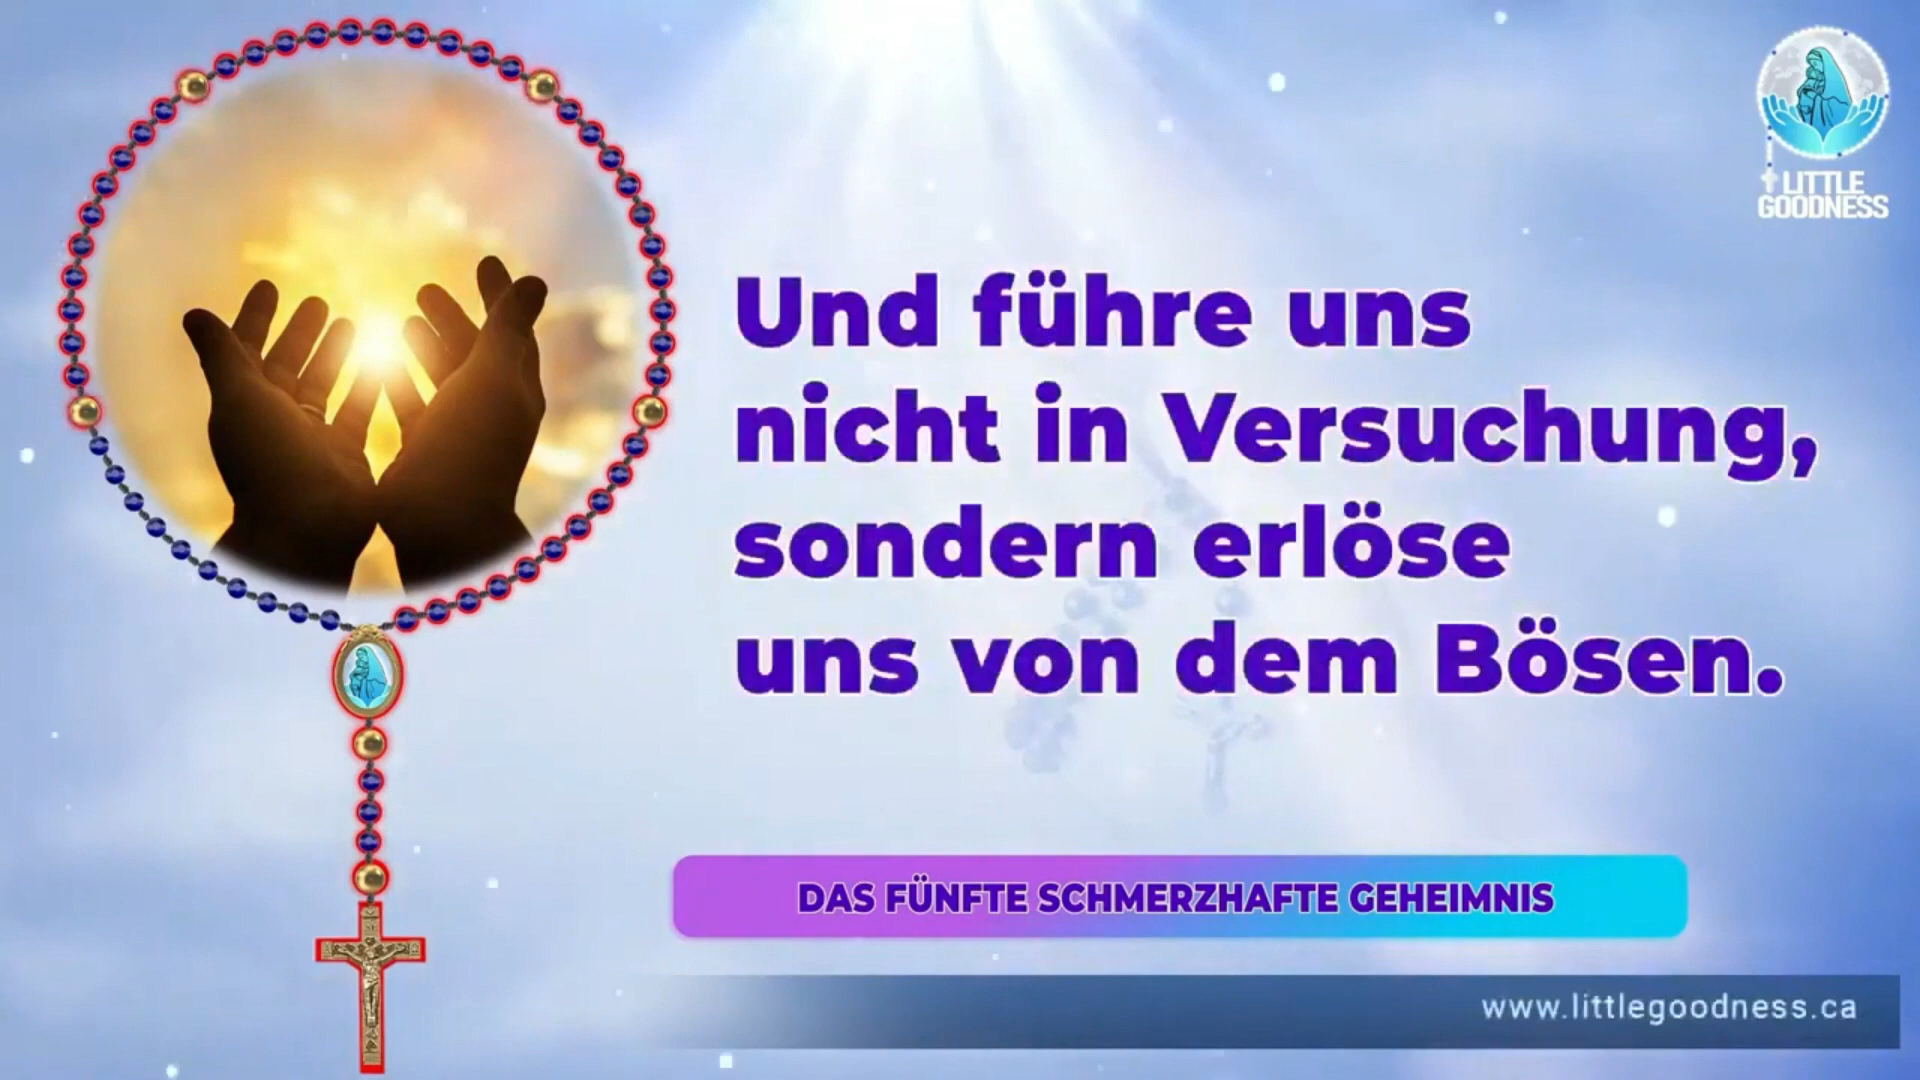 LITTLE
GOODNESS
Und führe uns
nicht in Versuchung,
sondern erlöse
uns von dem Bösen.
DAS FÜNFTE SCHMERZHAFTE GEHEIMNIS
www.littlegoodness.ca